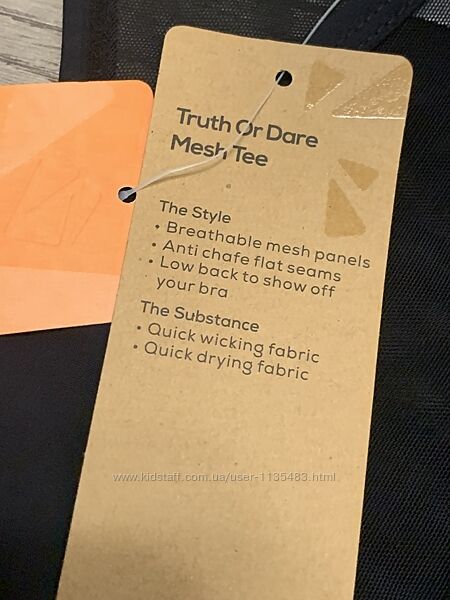 Truth Or Dare
Mesh Tee
The Style
• Breathable mesh panels
• Anti chafe flat seams
• Low back to show off
your bra
The Substance
• Quick wicking fabric
• Quick drying fabric
www.kidstaff.com.ua/user-1135483.html